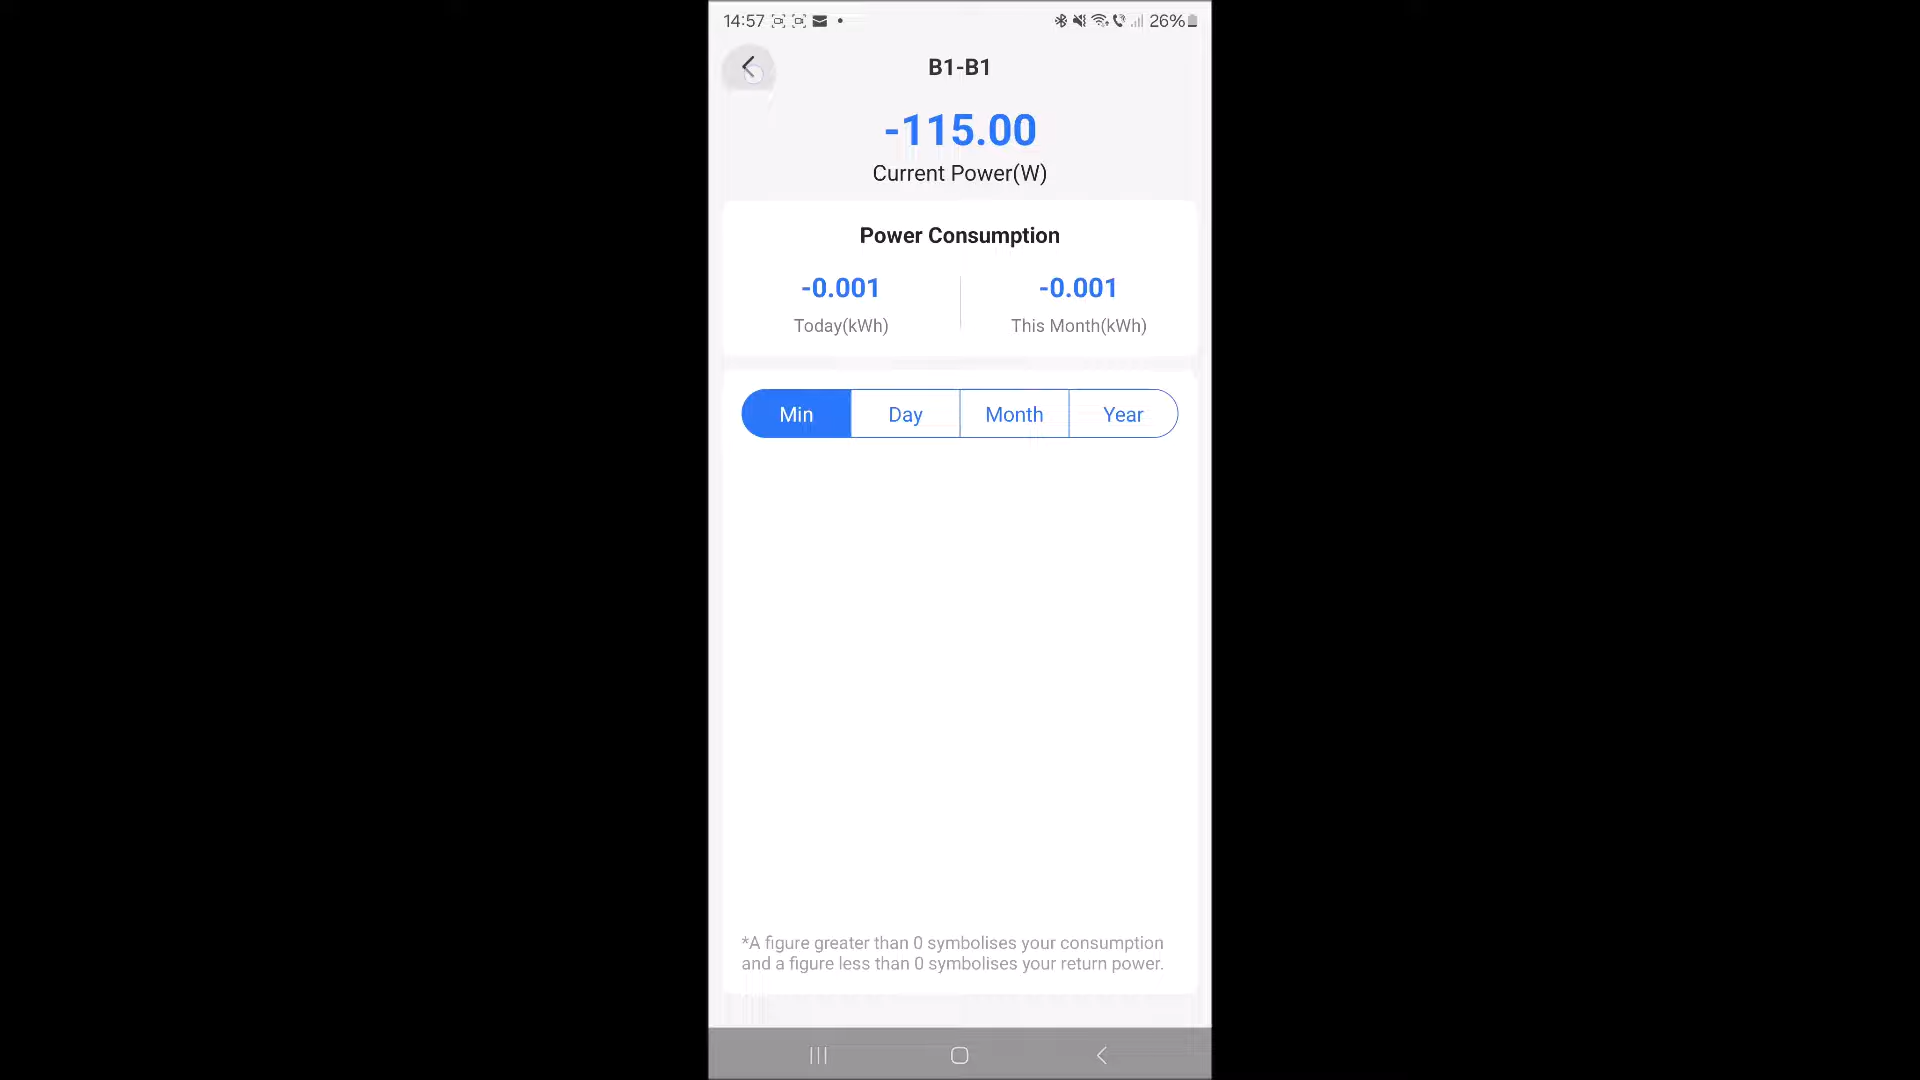 14:57 26%
B1-B1
-115.00
Current Power(W)
Power Consumption
-0.001 -0.001
Today(kWh) This Month(kWh)
Min Day Month Year
*A figure greater than 0 symbolises your consumption
and a figure less than 0 symbolises your return power.